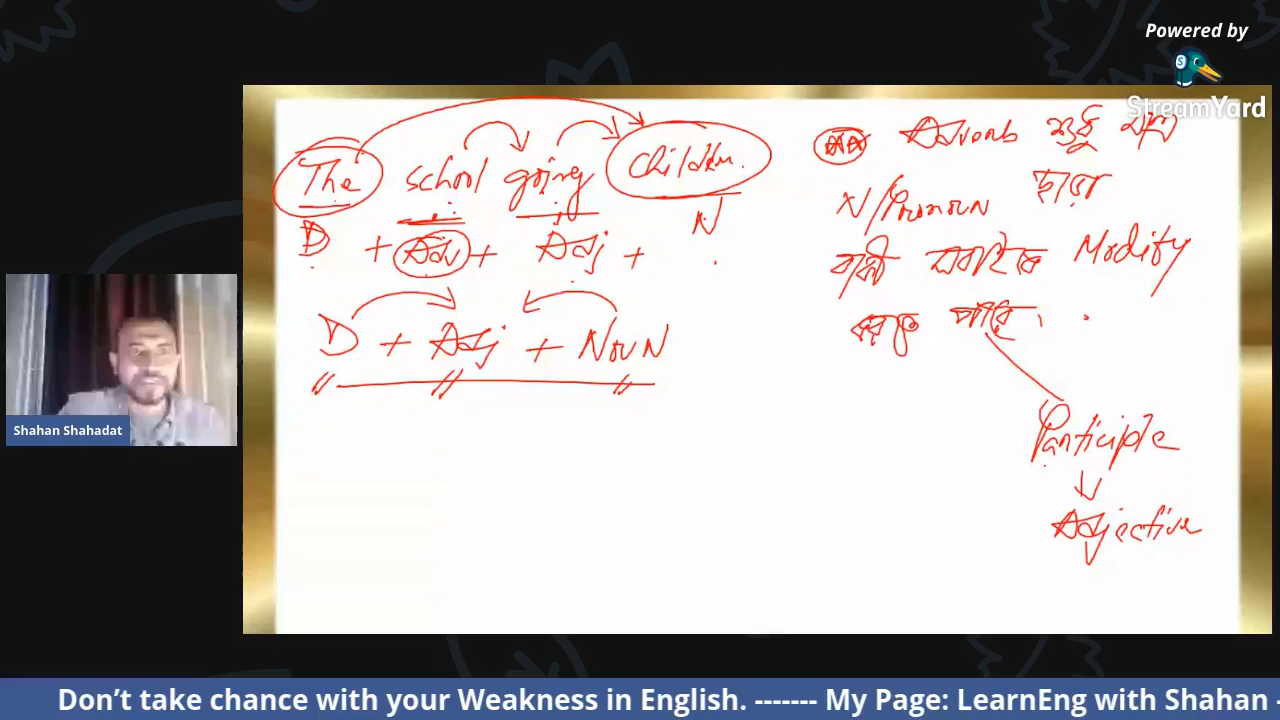 Powered by
StreamYard
The school going children.
N
D + Adv + Adj +
D + Adj + Noun
** Adverb শুধু মাত্র
N/Pronoun ছাড়া
বাকী সবাইকে Modify
করতে পারে।
Participle
Adjective
Shahan Shahadat
Don’t take chance with your Weakness in English. ------- My Page: LearnEng with Shahan -